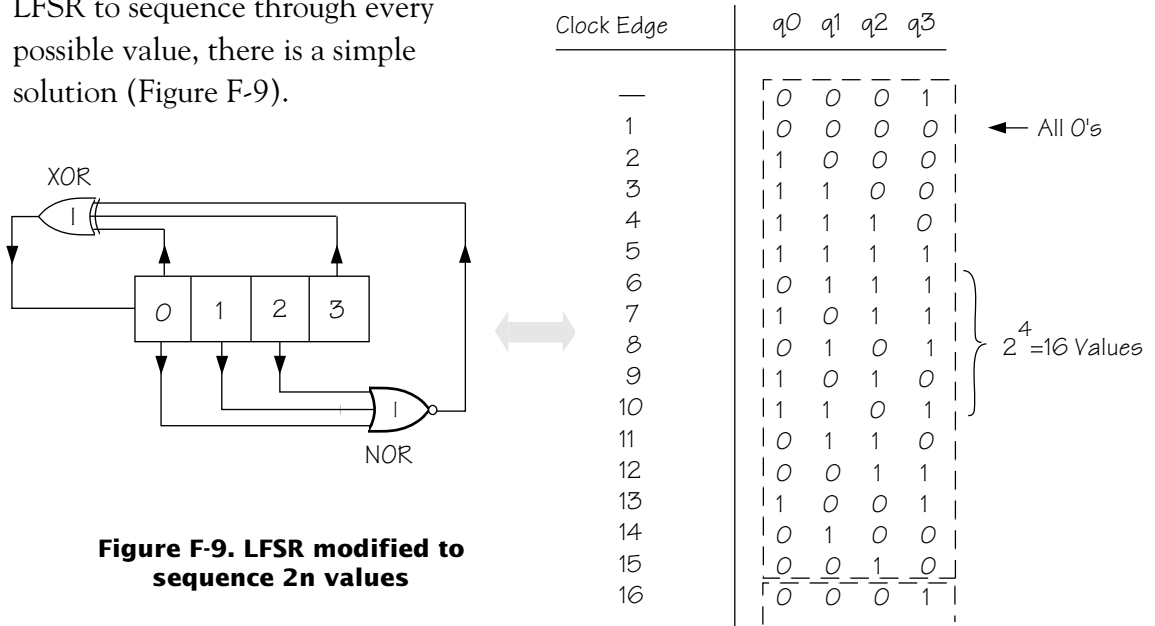 LFSR to sequence through every
possible value, there is a simple
solution (Figure F-9).
XOR
|
0 1 2 3
|
NOR
Figure F-9. LFSR modified to
sequence 2n values
Clock Edge q0 q1 q2 q3
— 0 0 0 1
1 0 0 0 0 All 0's
2 1 0 0 0
3 1 1 0 0
4 1 1 1 0
5 1 1 1 1
6 0 1 1 1
7 1 0 1 1
8 0 1 0 1 2^4=16 Values
9 1 0 1 0
10 1 1 0 1
11 0 1 1 0
12 0 0 1 1
13 1 0 0 1
14 0 1 0 0
15 0 0 1 0
16 0 0 0 1